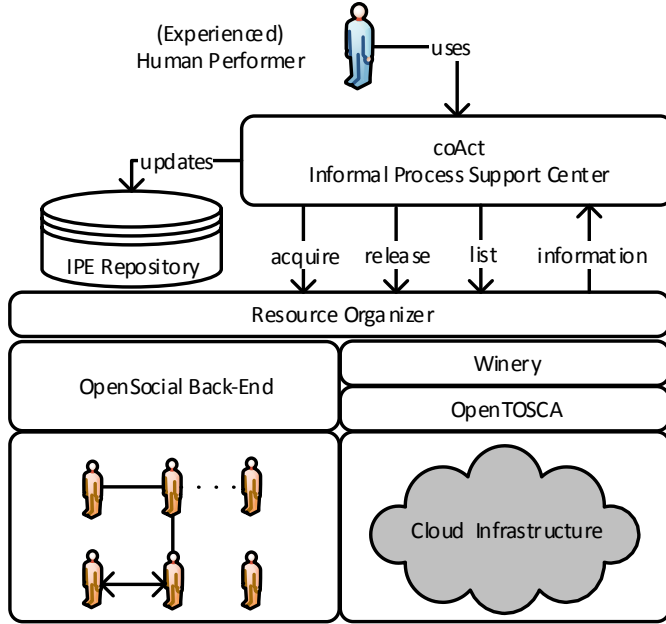 (Experienced)
Human Performer
uses
coAct
Informal Process Support Center
updates
IPE Repository
acquire
release
list
information
Resource Organizer
OpenSocial Back-End
Winery
OpenTOSCA
Cloud Infrastructure